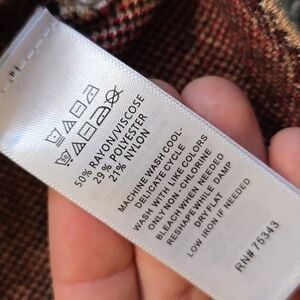 50% RAYON/VISCOSE
29% POLYESTER
21% NYLON
MACHINE WASH COOL-
DELICATE CYCLE
WASH WITH LIKE COLORS
ONLY NON- CHLORINE
BLEACH WHEN NEEDED
RESHAPE WHILE DAMP
DRY FLAT
LOW IRON IF NEEDED
RN# 75343